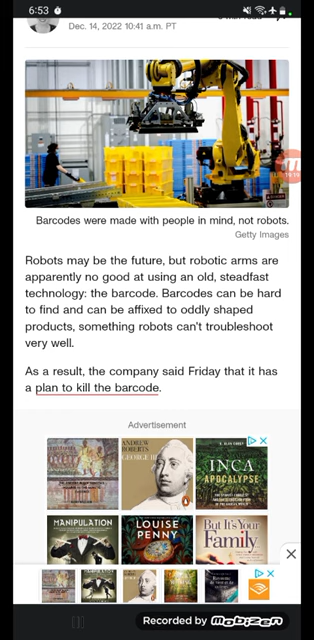 6:53
Dec. 14, 2022 10:41 a.m. PT
Barcodes were made with people in mind, not robots.
Getty Images
Robots may be the future, but robotic arms are
apparently no good at using an old, steadfast
technology: the barcode. Barcodes can be hard
to find and can be affixed to oddly shaped
products, something robots can't troubleshoot
very well.
As a result, the company said Friday that it has
a plan to kill the barcode.
Advertisement
ANDREW
ROBERTS
GEORGE III
INCA
APOCALYPSE
MANIPULATION
LOUISE
PENNY
But It's Your
Family
Recorded by Mobizen